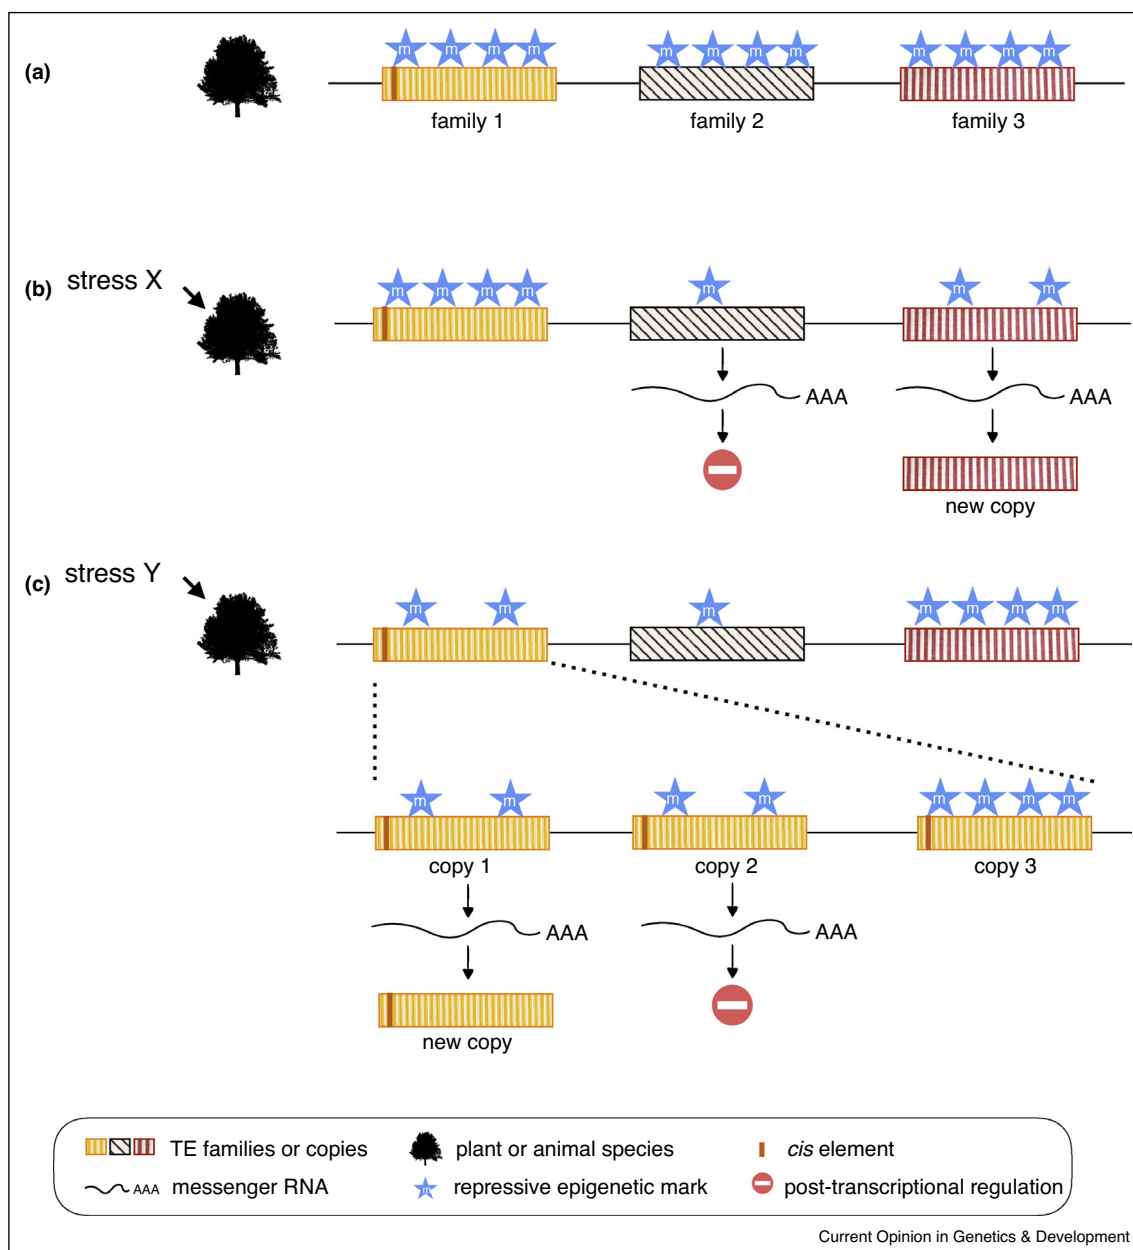 (a)
m m m m m m m m m m m m
family 1 family 2 family 3
(b) stress X
m m m m m m m
AAA AAA
new copy
(c) stress Y
m m m m m m m
m m m m m m m m
copy 1 copy 2 copy 3
AAA AAA
new copy
TE families or copies plant or animal species cis element
AAA messenger RNA m repressive epigenetic mark post-transcriptional regulation
Current Opinion in Genetics & Development